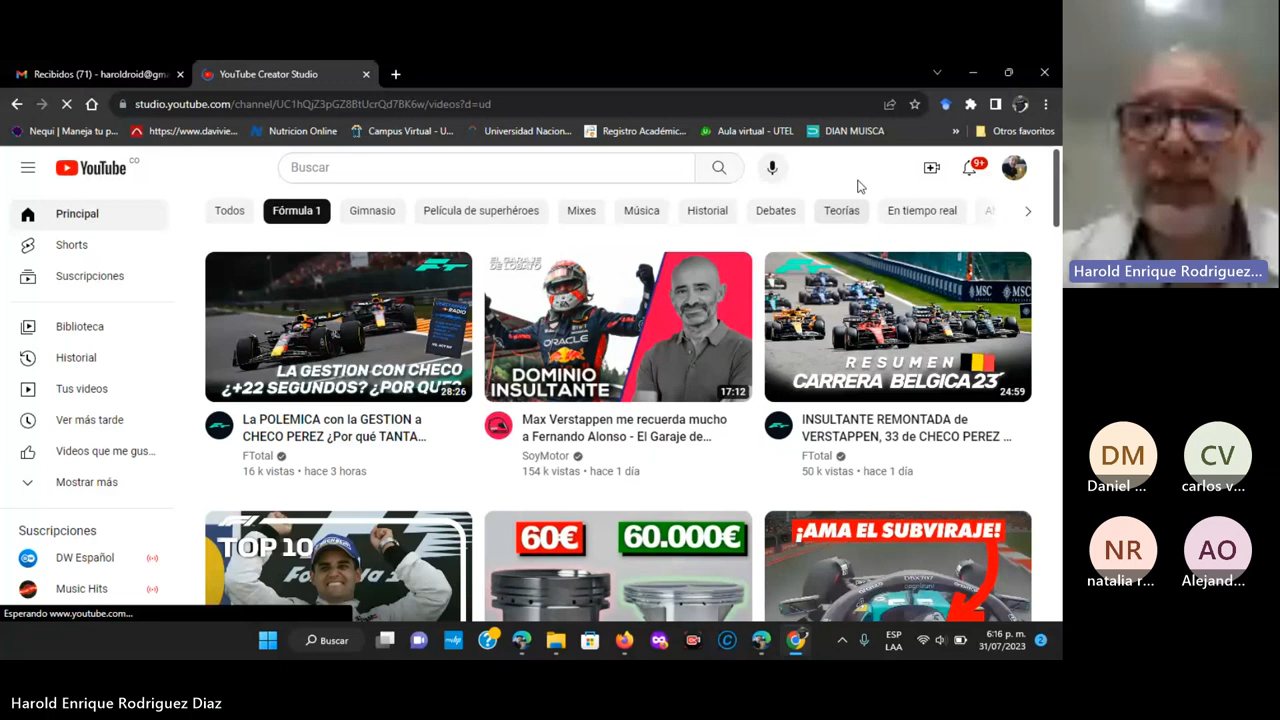 Recibidos (71) - haroldroid@gm
YouTube Creator Studio
studio.youtube.com/channel/UC1hQjZ3pGZ8BtUcrQd7BK6w/videos?d=ud
Nequi | Maneja tu p...
https://www.davivie...
Nutricion Online
Campus Virtual - U...
Universidad Nacion...
Registro Académic...
Aula virtual - UTEL
DIAN MUISCA
»
Otros favoritos
YouTube CO
Buscar
9+
Principal
Shorts
Suscripciones
Biblioteca
Historial
Tus videos
Ver más tarde
Videos que me gus...
Mostrar más
Suscripciones
DW Español
Music Hits
Todos
Fórmula 1
Gimnasio
Película de superhéroes
Mixes
Música
Historial
Debates
Teorías
En tiempo real
LA GESTION CON CHECO
¿+22 SEGUNDOS? ¿POR QUE?
28:26
La POLEMICA con la GESTION a
CHECO PEREZ ¿Por qué TANTA...
FTotal
16 k vistas • hace 3 horas
EL GARAJE
DE LOBATO
ORACLE
DOMINIO
INSULTANTE
17:12
Max Verstappen me recuerda mucho
a Fernando Alonso - El Garaje de...
SoyMotor
154 k vistas • hace 1 día
MSC
RESUMEN
CARRERA BELGICA23
24:59
INSULTANTE REMONTADA de
VERSTAPPEN, 33 de CHECO PEREZ ...
FTotal
50 k vistas • hace 1 día
TOP 10
60€
60.000€
¡AMA EL SUBVIRAJE!
Esperando www.youtube.com...
Buscar
ESP
LAA
6:16 p. m.
31/07/2023
2
Harold Enrique Rodriguez...
DM
Daniel ...
CV
carlos v...
NR
natalia r...
AO
Alejand...
Harold Enrique Rodriguez Diaz